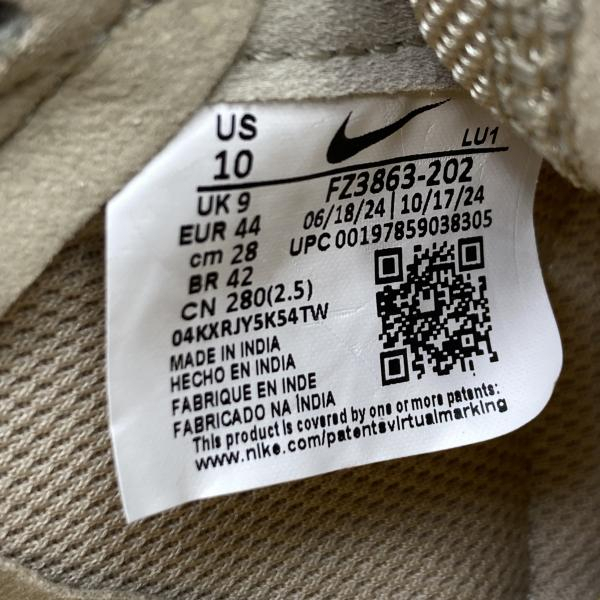 US
10
LU1
FZ3863-202
06/18/24 | 10/17/24
UPC 00197859038305
UK 9
EUR 44
cm 28
BR 42
CN 280(2.5)
04KXRJY5K54TW
MADE IN INDIA
HECHO EN INDIA
FABRIQUE EN INDE
FABRICADO NA ÍNDIA
This product is covered by one or more patents:
www.nike.com/patentsvirtualmarking